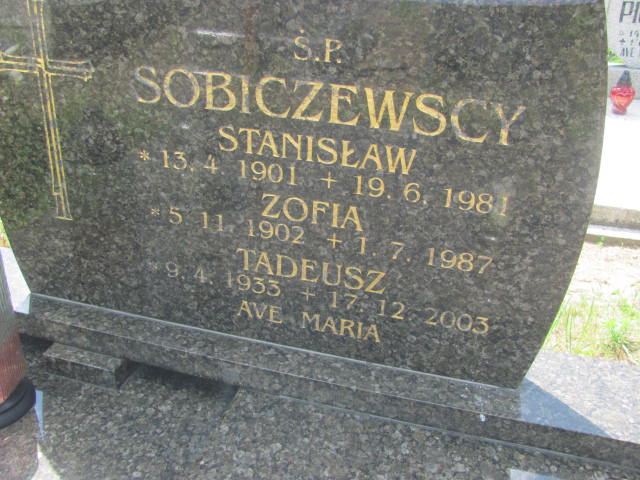 Ś.P.
SOBICZEWSCY
STANISŁAW
* 13. 4. 1901 + 19. 6. 1981
ZOFIA
* 5. 11. 1902 + 1. 7. 1987
TADEUSZ
* 9. 4. 1933 + 17. 12. 2003
AVE MARIA